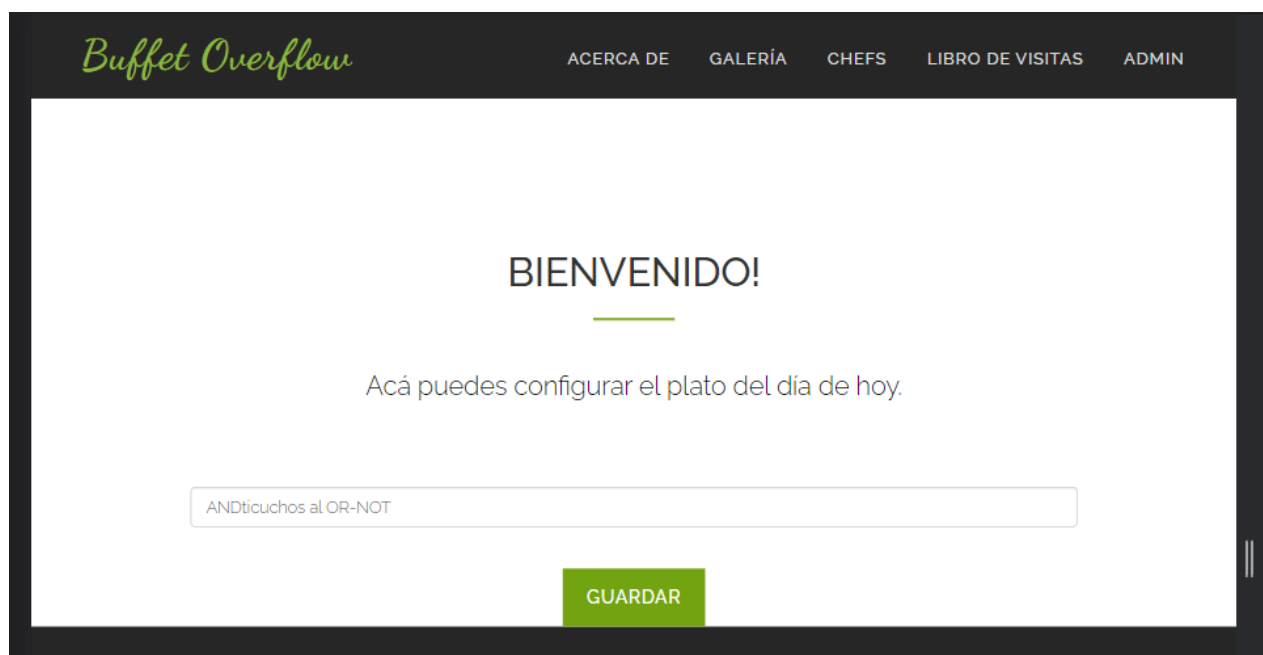 Buffet Overflow
ACERCA DE GALERÍA CHEFS LIBRO DE VISITAS ADMIN
BIENVENIDO!
Acá puedes configurar el plato del día de hoy.
ANDticuchos al OR-NOT
GUARDAR